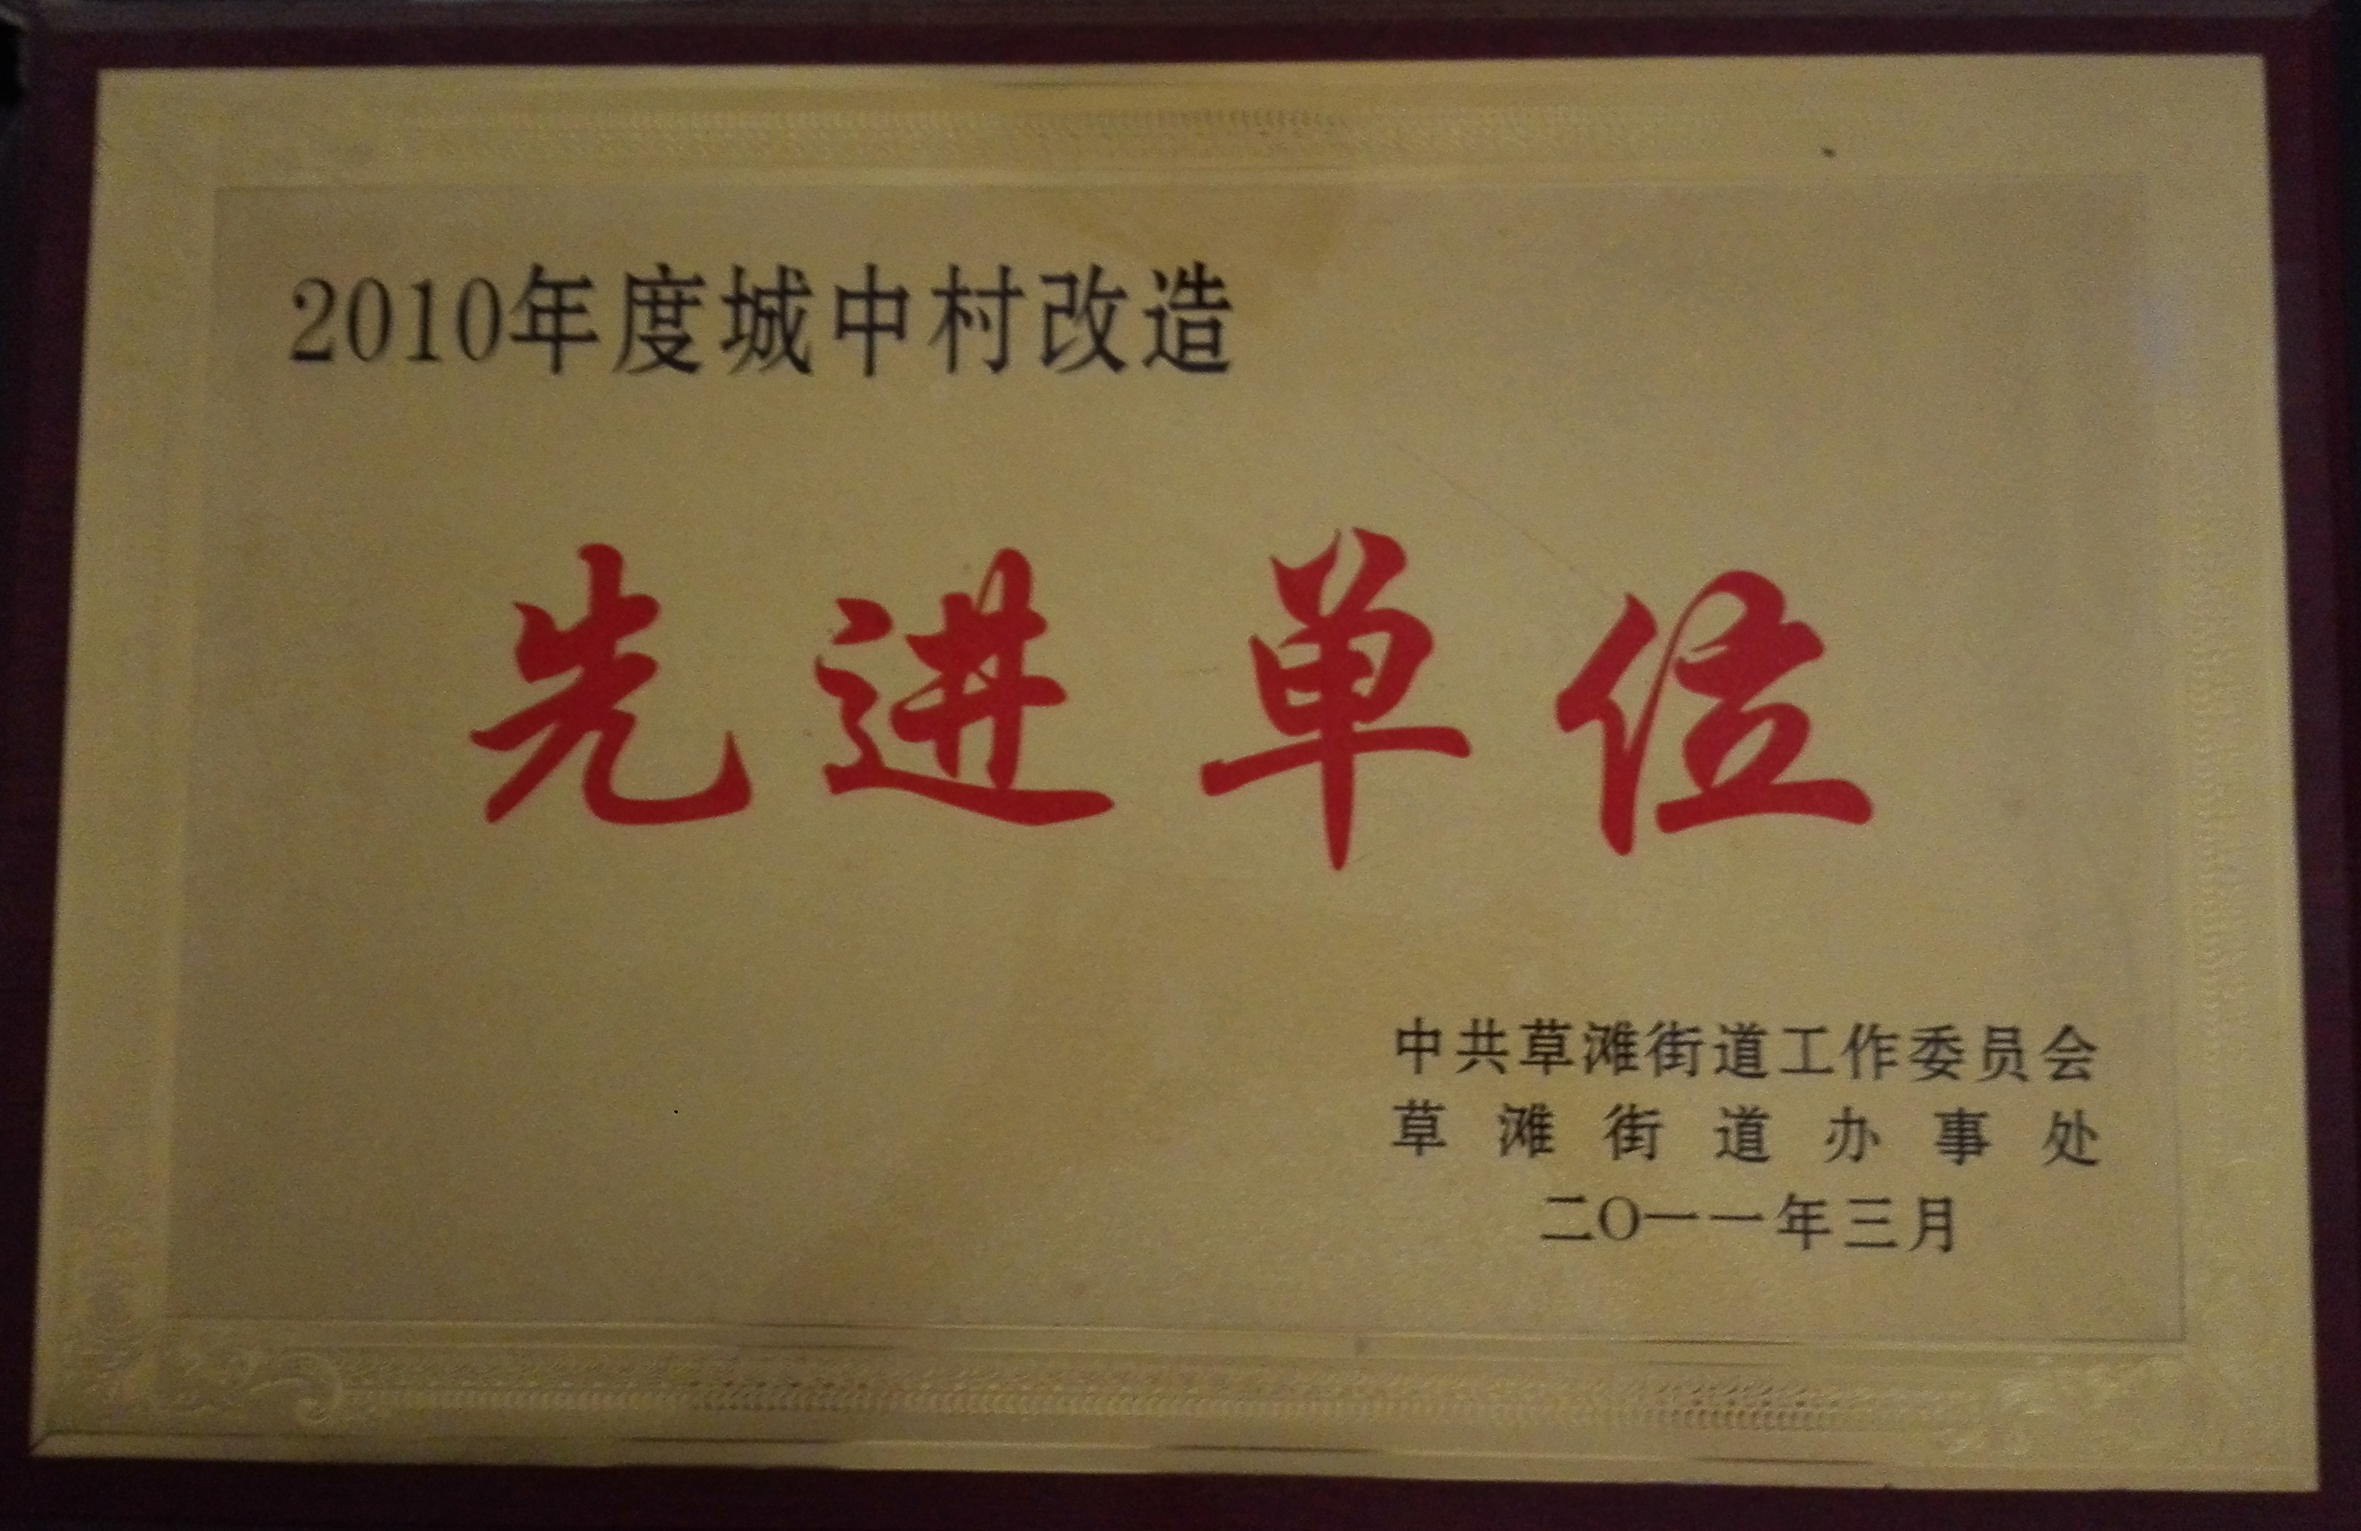 2010年度城中村改造
先进单位
中共草滩街道工作委员会
草滩街道办事处
二〇一一年三月